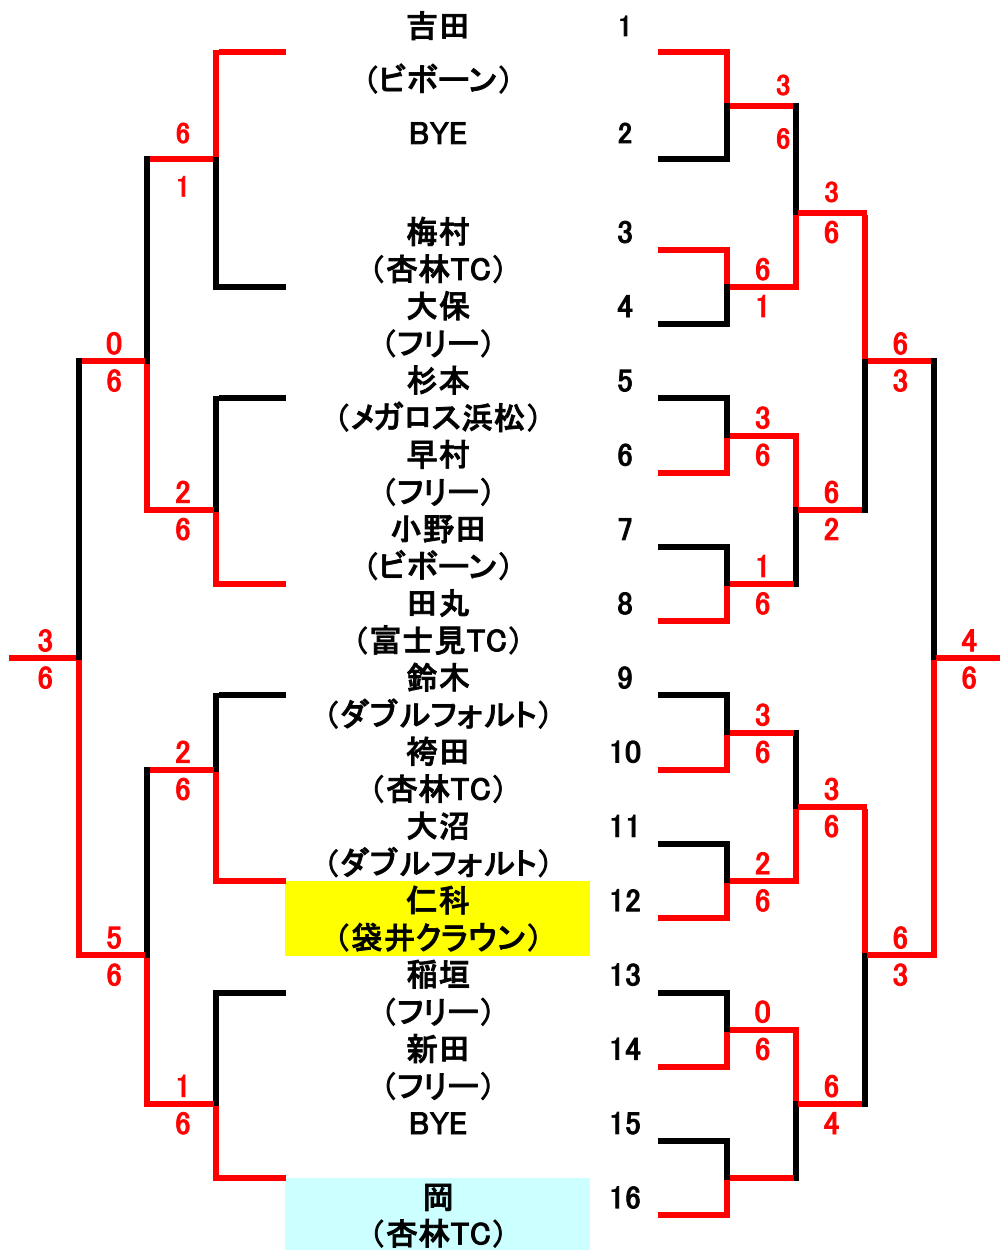 吉田 1
(ビボーン)
3
6 BYE 2 6
1
3
梅村 3 6
(杏林TC) 6
大保 4 1
(フリー)
0 6
6 杉本 5 3
(メガロス浜松) 3
早村 6 6
(フリー)
2 6
6 小野田 7 2
(ビボーン) 1
田丸 8 6
(富士見TC)
3 4
6 鈴木 9 6
(ダブルフォルト) 3
2 袴田 10 6
6 (杏林TC) 3
大沼 11 6
(ダブルフォルト) 2
仁科 12 6
(袋井クラウン)
5 6
6 稲垣 13 3
(フリー) 0
新田 14 6
(フリー)
1 6
6 BYE 15 4
岡 16
(杏林TC)